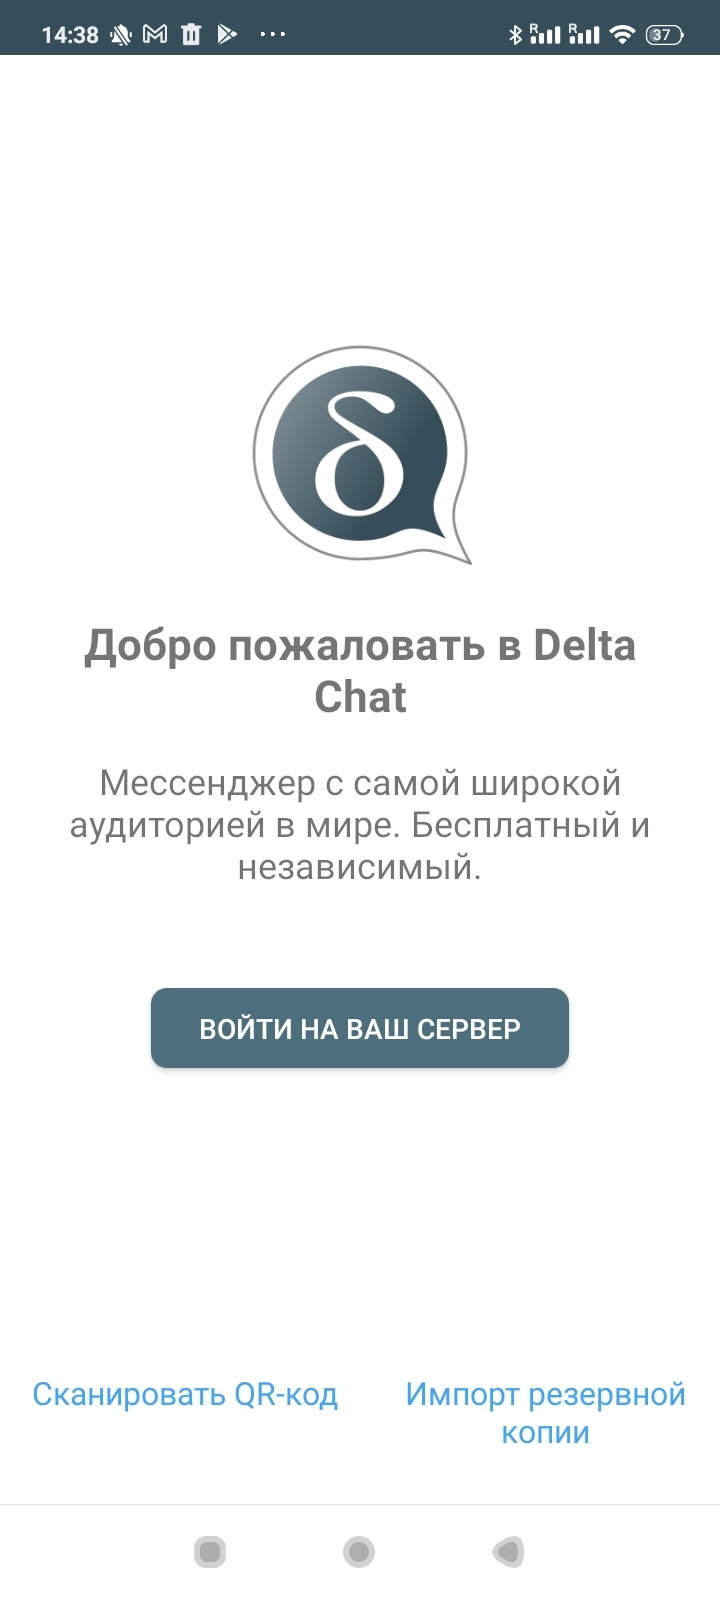 14:38
R R 37
δ
Добро пожаловать в Delta
Chat
Мессенджер с самой широкой
аудиторией в мире. Бесплатный и
независимый.
ВОЙТИ НА ВАШ СЕРВЕР
Сканировать QR-код
Импорт резервной
копии